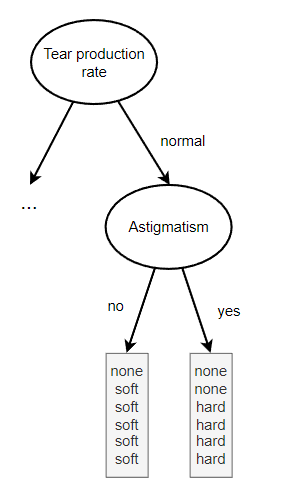 Tear production
rate
normal
...
Astigmatism
no
yes
none
soft
soft
soft
soft
soft
none
none
hard
hard
hard
hard